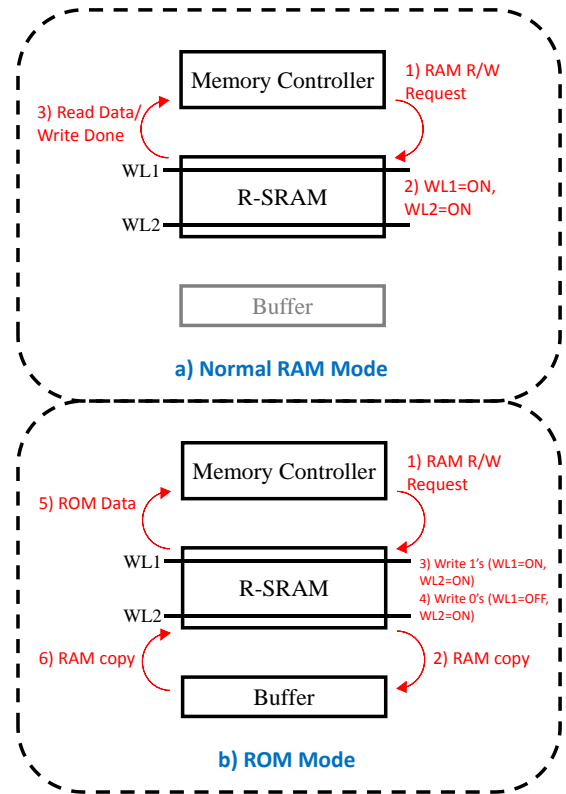 Memory Controller
1) RAM R/W
Request
3) Read Data/
Write Done
WL1
R-SRAM
2) WL1=ON,
WL2=ON
WL2
Buffer
a) Normal RAM Mode
Memory Controller
1) RAM R/W
Request
5) ROM Data
WL1
R-SRAM
3) Write 1's (WL1=ON,
WL2=ON)
4) Write 0's (WL1=OFF,
WL2=ON)
WL2
6) RAM copy
2) RAM copy
Buffer
b) ROM Mode